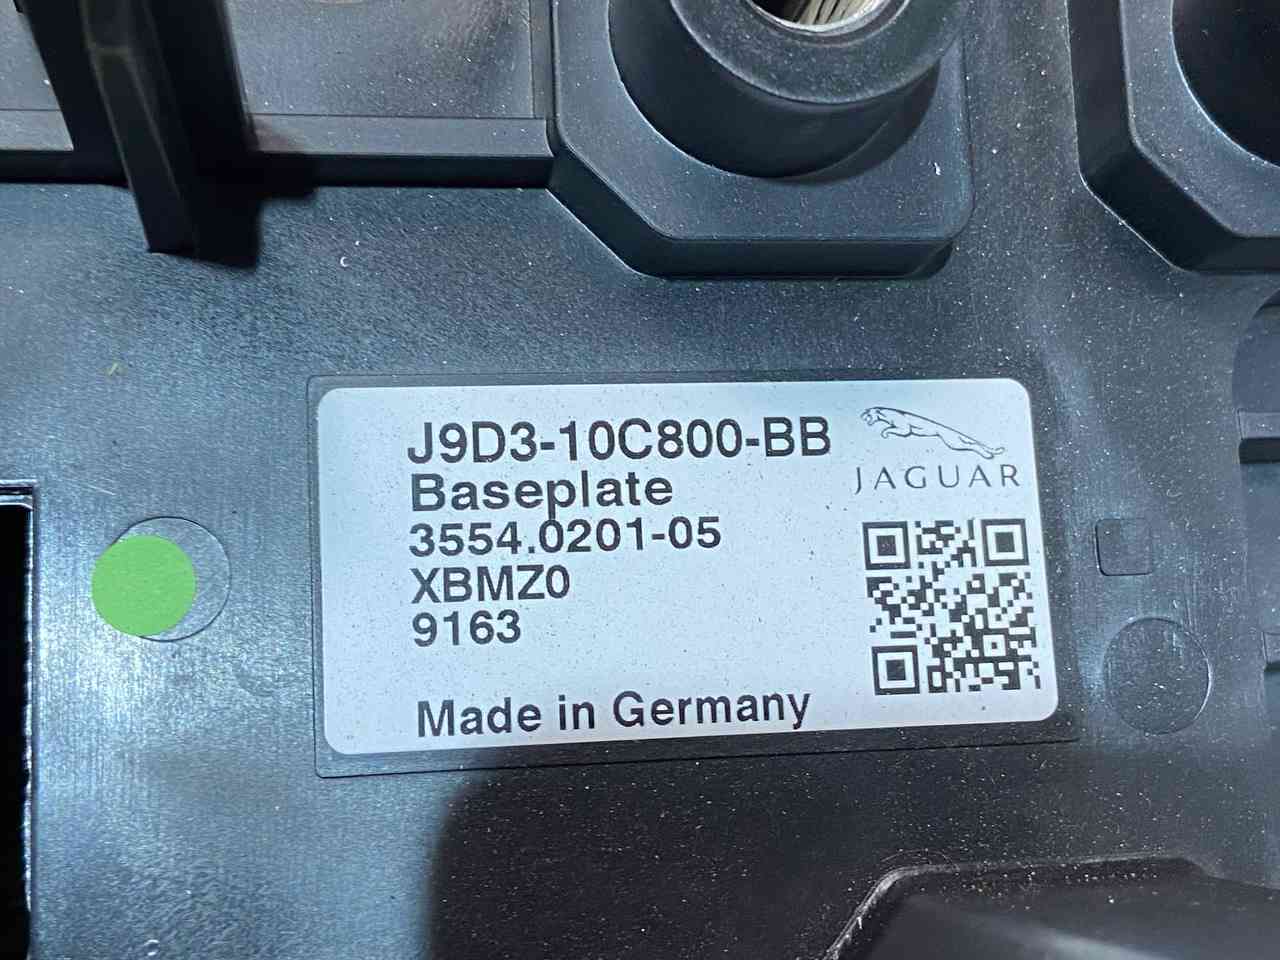 J9D3-10C800-BB
Baseplate
3554.0201-05
XBMZ0
9163
Made in Germany
JAGUAR